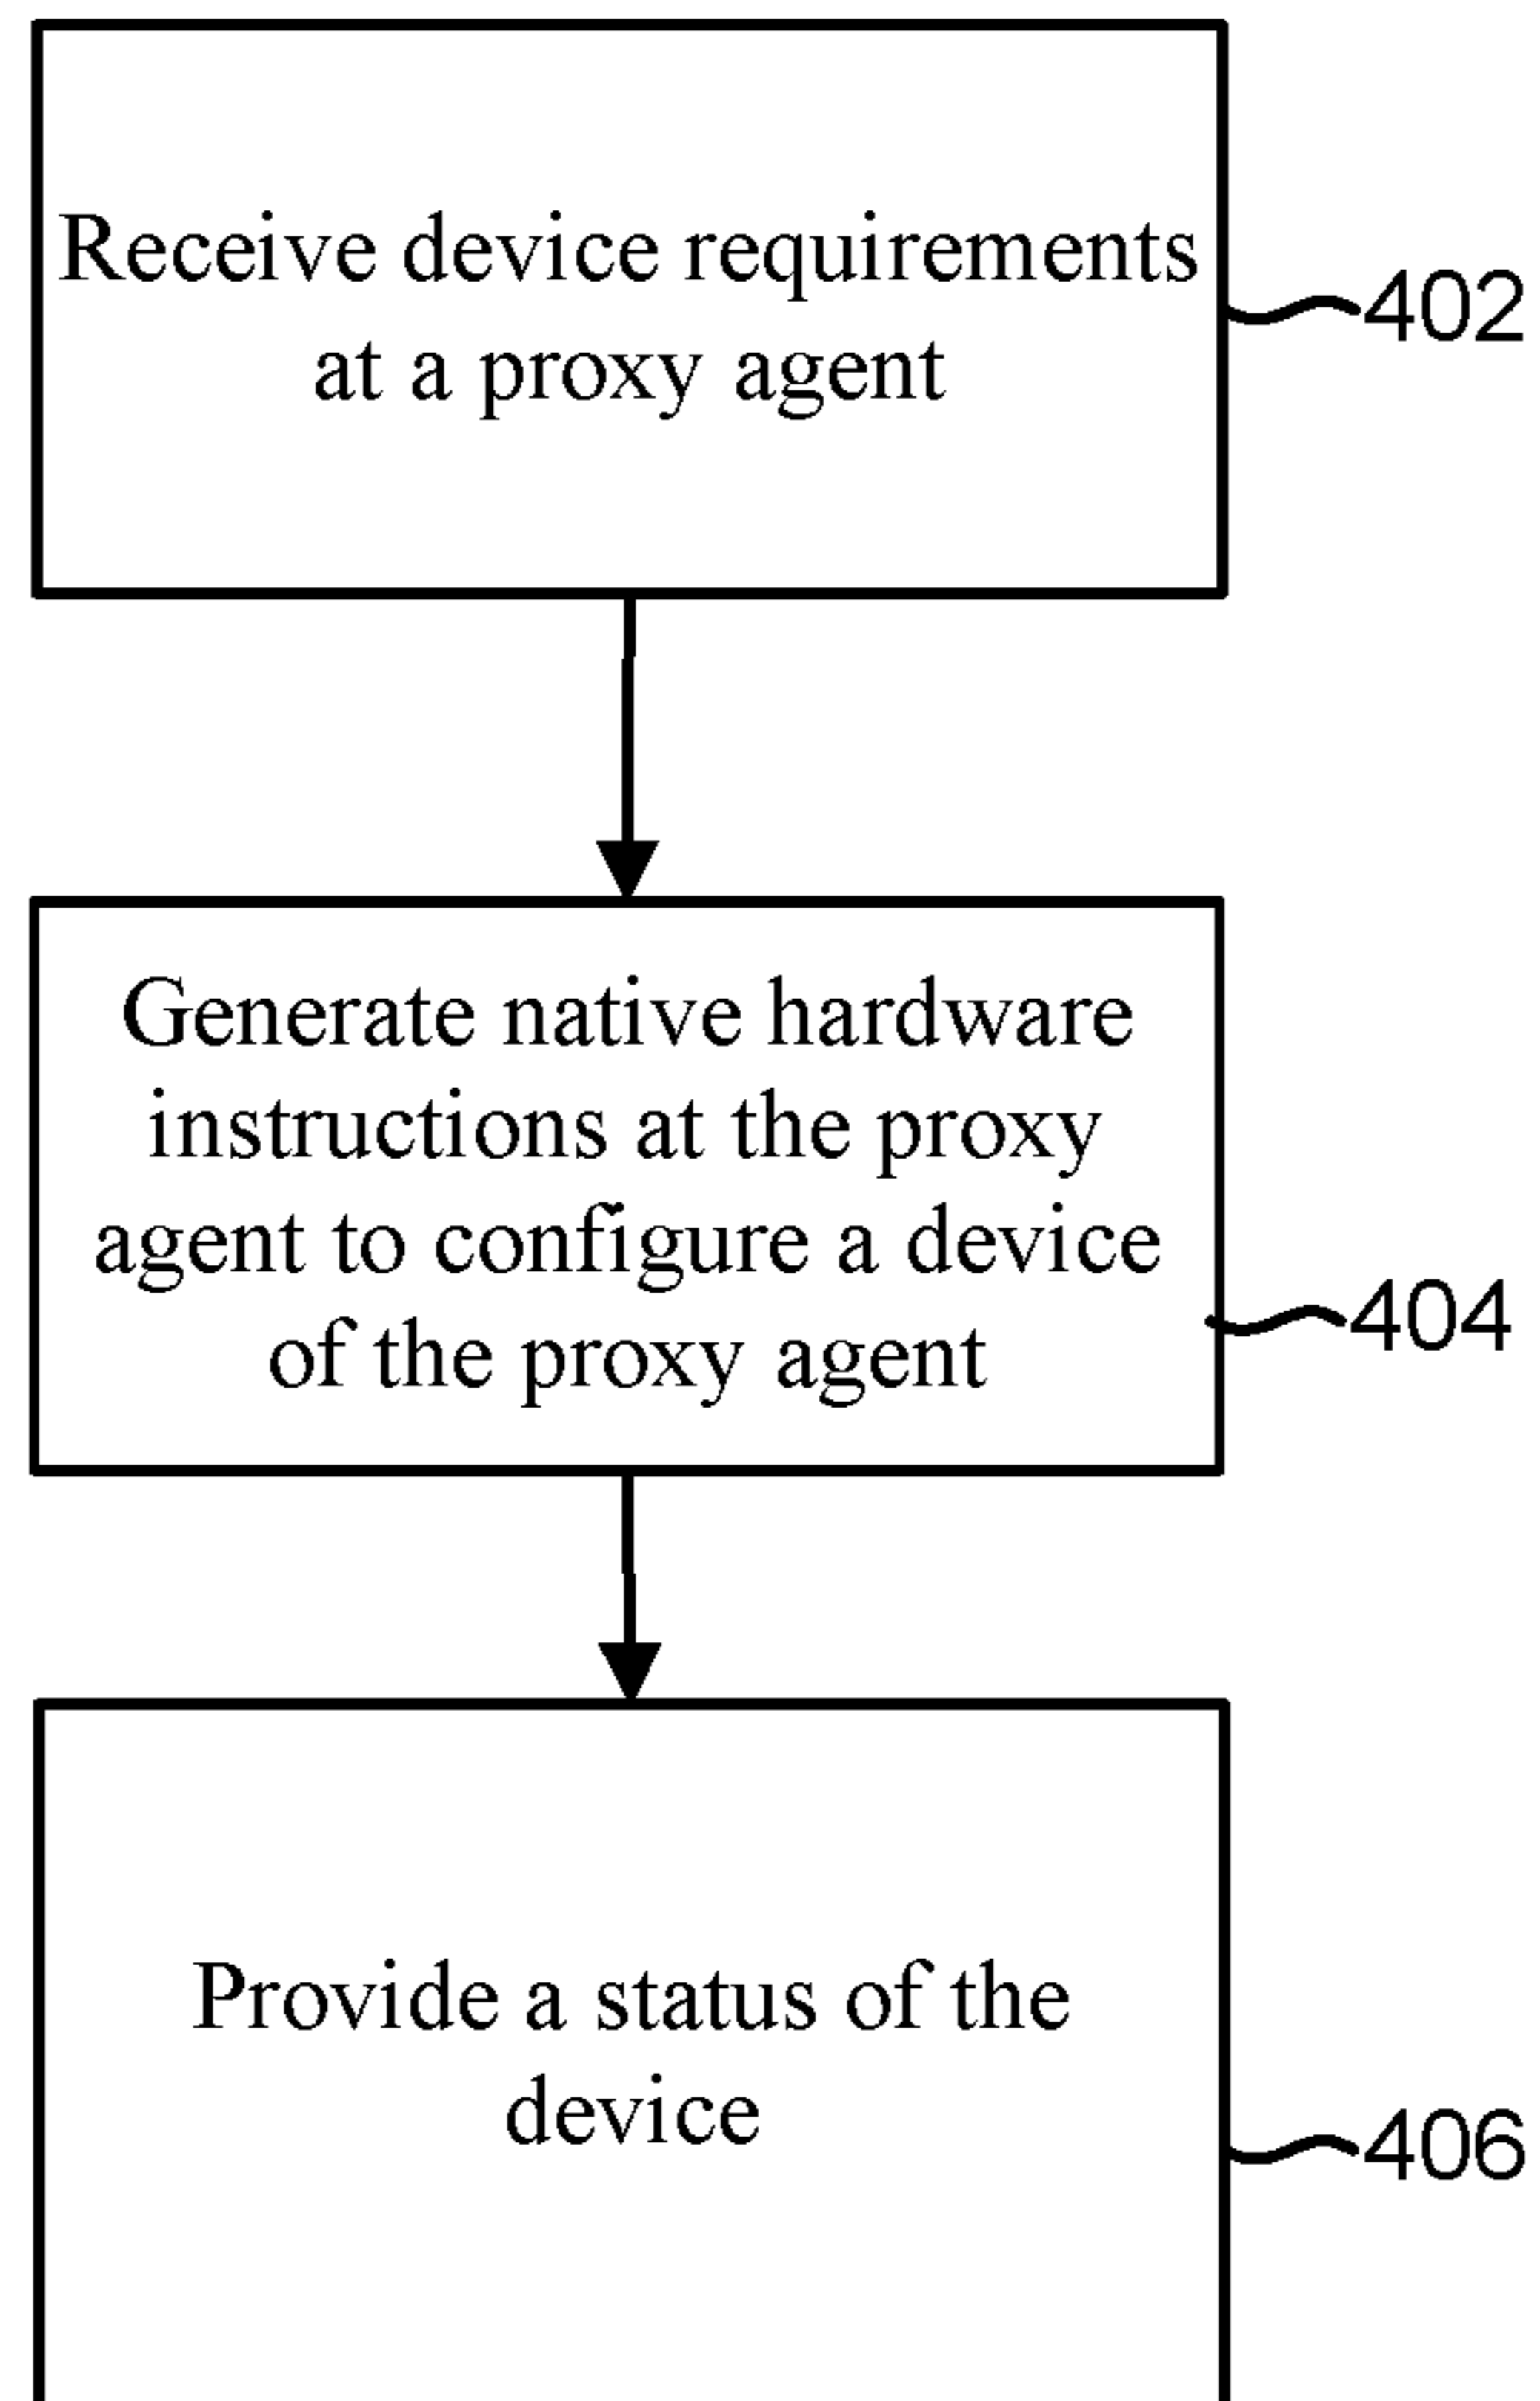 Receive device requirements
at a proxy agent
402
Generate native hardware
instructions at the proxy
agent to configure a device
of the proxy agent
404
Provide a status of the
device
406